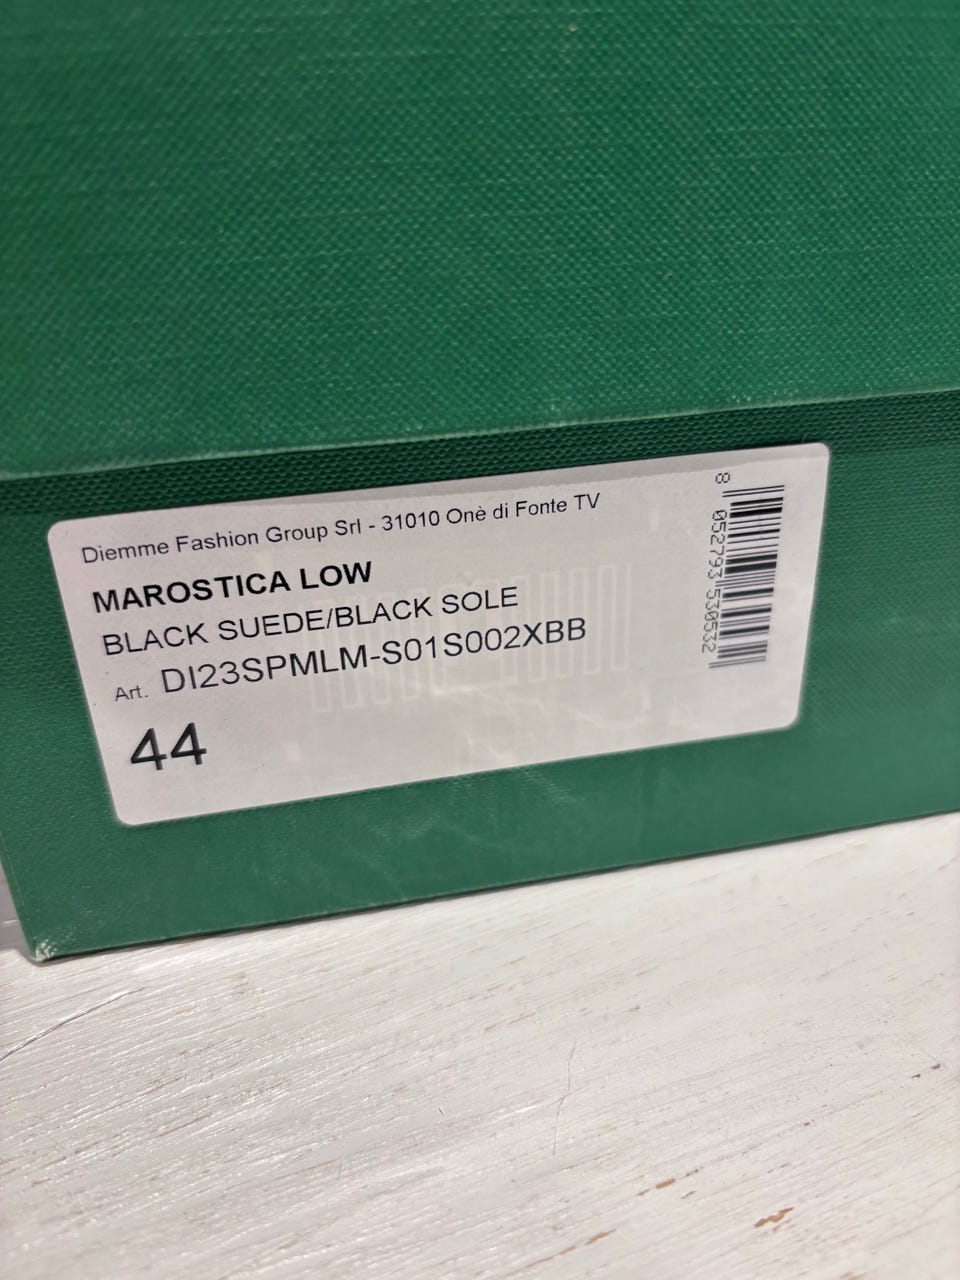 Diemme Fashion Group Srl - 31010 Onè di Fonte TV
MAROSTICA LOW
BLACK SUEDE/BLACK SOLE
Art. DI23SPMLM-S01S002XBB
44
8 052793 530532